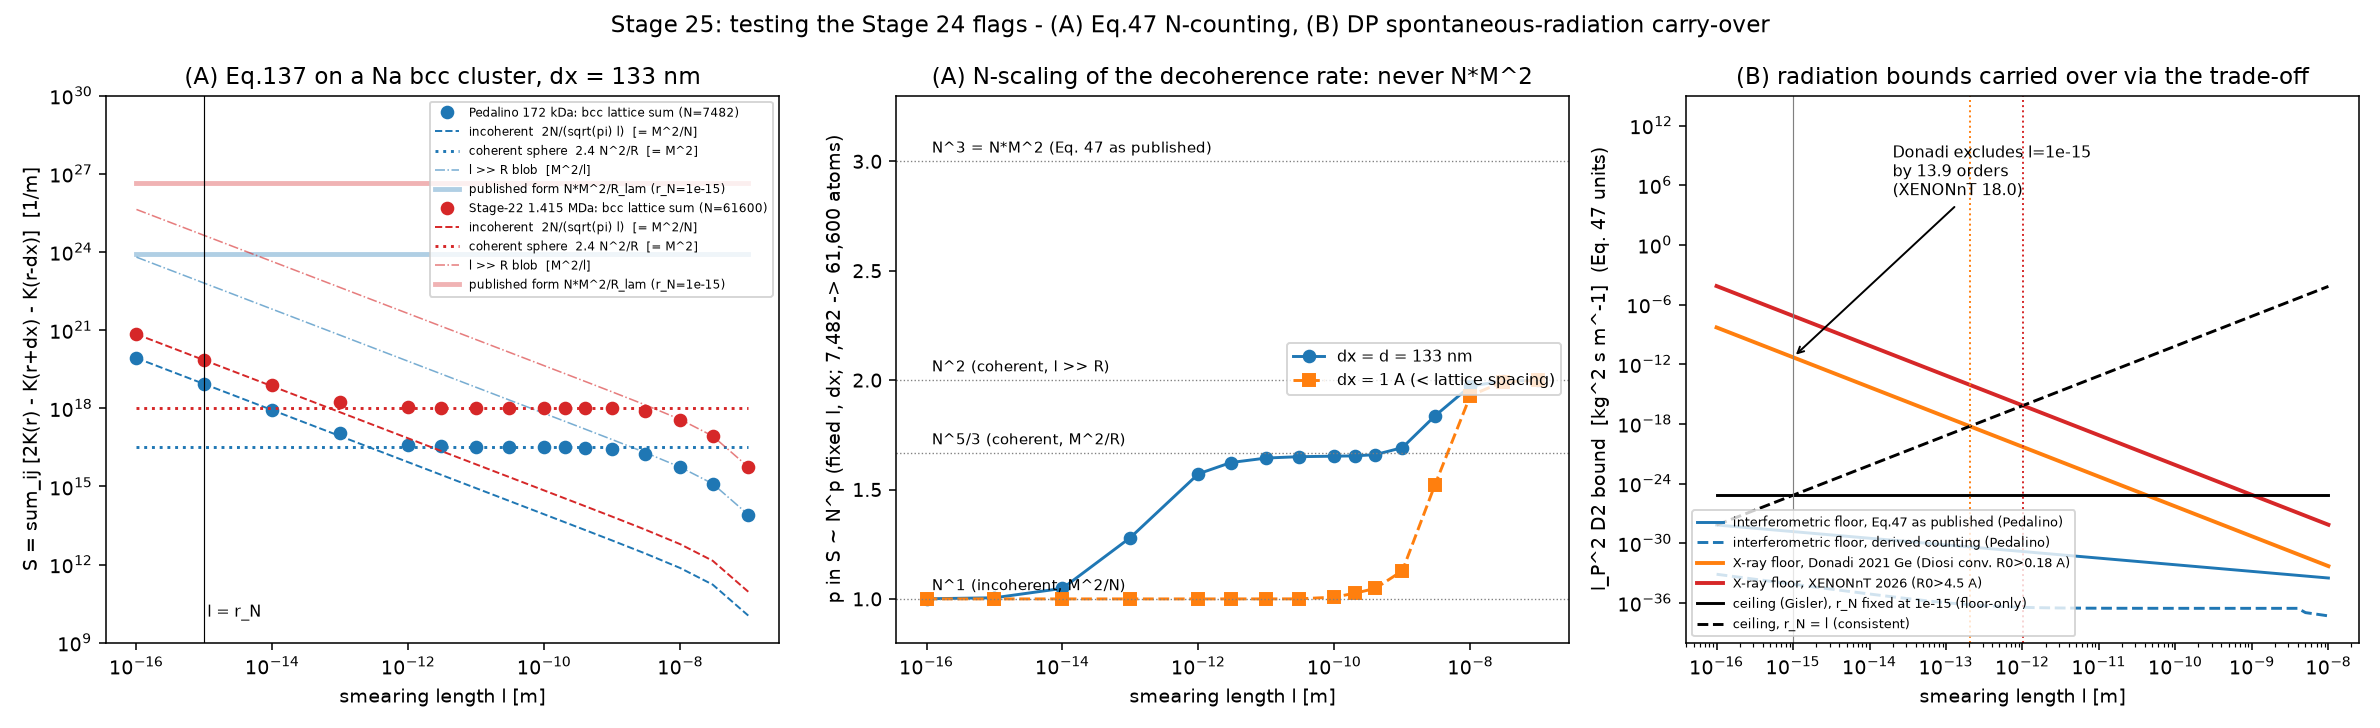 Stage 25: testing the Stage 24 flags - (A) Eq.47 N-counting, (B) DP spontaneous-radiation carry-over
(A) Eq.137 on a Na bcc cluster, dx = 133 nm
S = sum_ij [2K(r) - K(r+dx) - K(r-dx)] [1/m]
10^30
10^27
10^24
10^21
10^18
10^15
10^12
10^9
Pedalino 172 kDa: bcc lattice sum (N=7482)
incoherent 2N/(sqrt(pi) l) [= M^2/N]
coherent sphere 2.4 N^2/R [= M^2]
l >> R blob [M^2/l]
published form N*M^2/R_lam (r_N=1e-15)
Stage-22 1.415 MDa: bcc lattice sum (N=61600)
incoherent 2N/(sqrt(pi) l) [= M^2/N]
coherent sphere 2.4 N^2/R [= M^2]
l >> R blob [M^2/l]
published form N*M^2/R_lam (r_N=1e-15)
l = r_N
10^-16
10^-14
10^-12
10^-10
10^-8
smearing length l [m]
(A) N-scaling of the decoherence rate: never N*M^2
p in S ~ N^p (fixed l, dx; 7,482 -> 61,600 atoms)
3.0
2.5
2.0
1.5
1.0
N^3 = N*M^2 (Eq. 47 as published)
N^2 (coherent, l >> R)
N^5/3 (coherent, M^2/R)
N^1 (incoherent, M^2/N)
dx = d = 133 nm
dx = 1 A (< lattice spacing)
10^-16
10^-14
10^-12
10^-10
10^-8
smearing length l [m]
(B) radiation bounds carried over via the trade-off
l_P^2 D2 bound [kg^2 s m^-1] (Eq. 47 units)
10^12
10^6
10^0
10^-6
10^-12
10^-18
10^-24
10^-30
10^-36
Donadi excludes l=1e-15
by 13.9 orders
(XENONnT 18.0)
interferometric floor, Eq.47 as published (Pedalino)
interferometric floor, derived counting (Pedalino)
X-ray floor, Donadi 2021 Ge (Diosi conv. R0>0.18 A)
X-ray floor, XENONnT 2026 (R0>4.5 A)
ceiling (Gisler), r_N fixed at 1e-15 (floor-only)
ceiling, r_N = l (consistent)
10^-16
10^-15
10^-14
10^-13
10^-12
10^-11
10^-10
10^-9
10^-8
smearing length l [m]